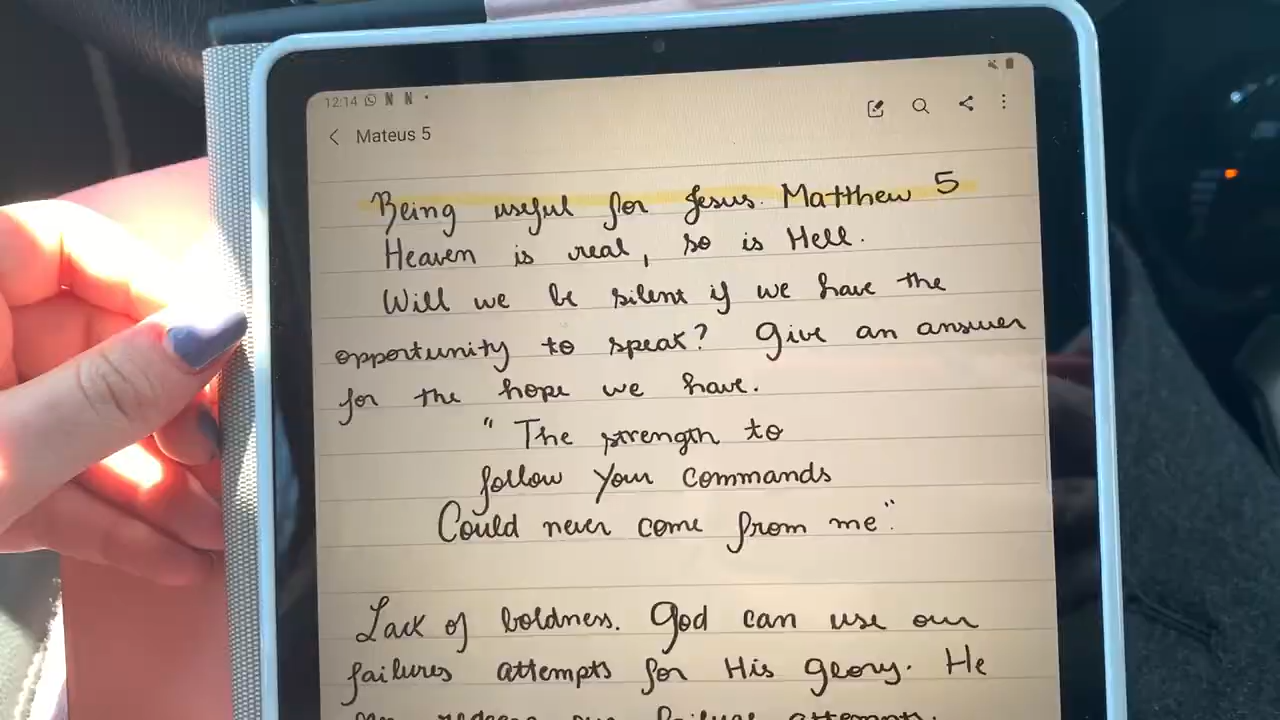 12:14
Mateus 5
Being useful for Jesus. Matthew 5
Heaven is real, so is Hell.
Will we be silent if we have the
opportunity to speak? Give an answer
for the hope we have.
"The strength to
follow Your commands
Could never come from me".
Lack of boldness. God can use our
failures attempts for His glory. He
our failure attempts.